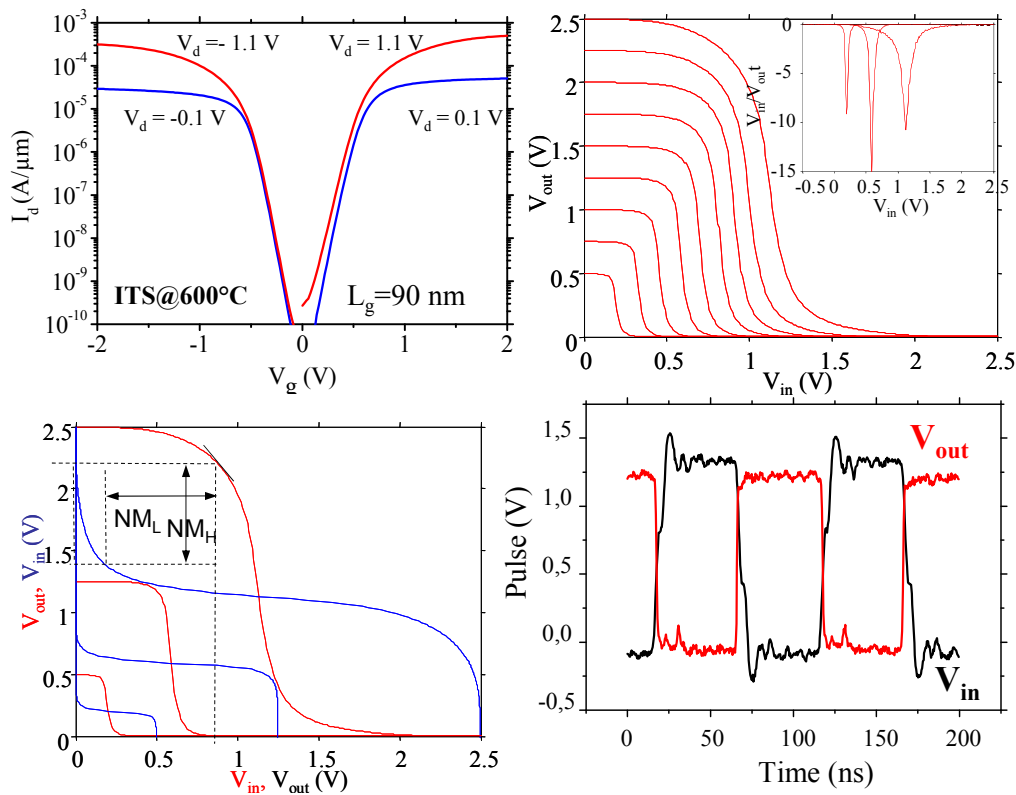 10⁻³
10⁻⁴
10⁻⁵
10⁻⁶
10⁻⁷
10⁻⁸
10⁻⁹
10⁻¹⁰
I_d (A/μm)
V_d =- 1.1 V
V_d = 1.1 V
V_d = -0.1 V
V_d = 0.1 V
ITS@600°C
L_g=90 nm
-2 -1 0 1 2
V_g (V)
2.5
2
1.5
1
0.5
0
V_out (V)
0 0.5 1 1.5 2 2.5
V_in (V)
0
-5
-10
-15
V_in/V_out
-0.5 0 0.5 1 1.5 2 2.5
V_in (V)
2.5
2
1.5
1
0.5
0
V_out, V_in (V)
NM_L
NM_H
0 0.5 1 1.5 2 2.5
V_in, V_out (V)
1,5
1,0
0,5
0,0
-0,5
Pulse (V)
V_out
V_in
0 50 100 150 200
Time (ns)